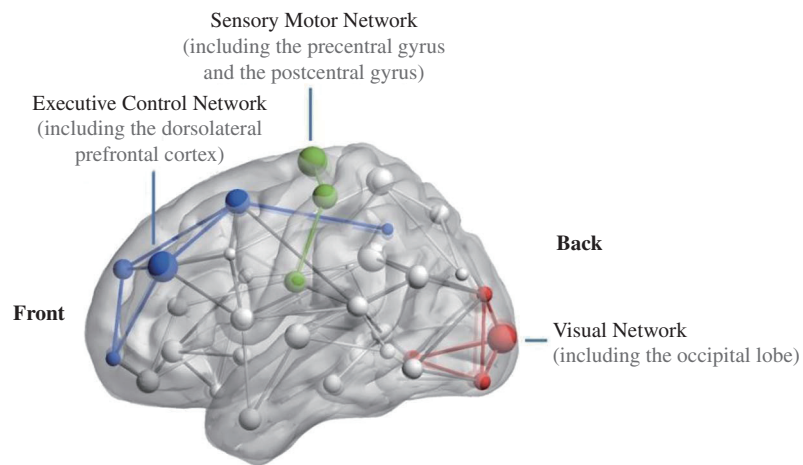 Sensory Motor Network
(including the precentral gyrus
and the postcentral gyrus)
Executive Control Network
(including the dorsolateral
prefrontal cortex)
Back
Front
Visual Network
(including the occipital lobe)